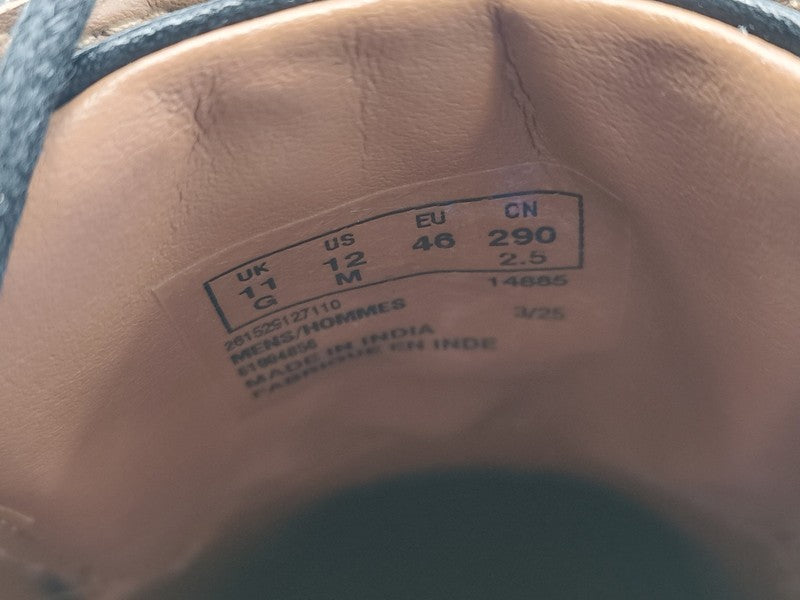 UK US EU CN
11 12 46 290
G M 2.5
261529127110 14885
MENS/HOMMES 3/25
MADE IN INDIA
FABRIQUE EN INDE